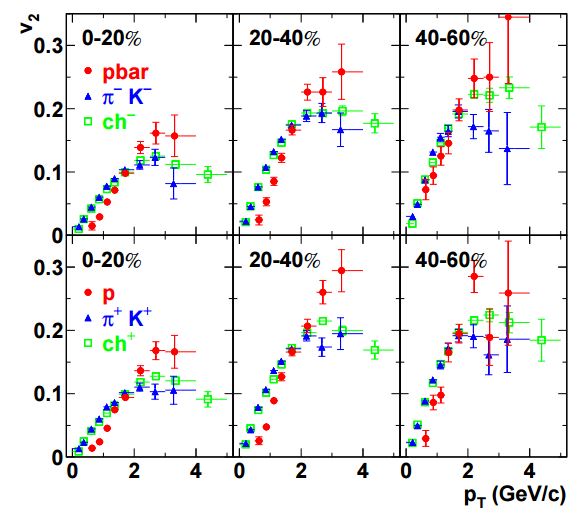 v₂
0.3
0.2
0.1
0
0-20%
20-40%
40-60%
pbar
π⁻ K⁻
ch⁻
0.3
0.2
0.1
0
0-20%
20-40%
40-60%
p
π⁺ K⁺
ch⁺
0 2 4 0 2 4 0 2 4
p_T (GeV/c)